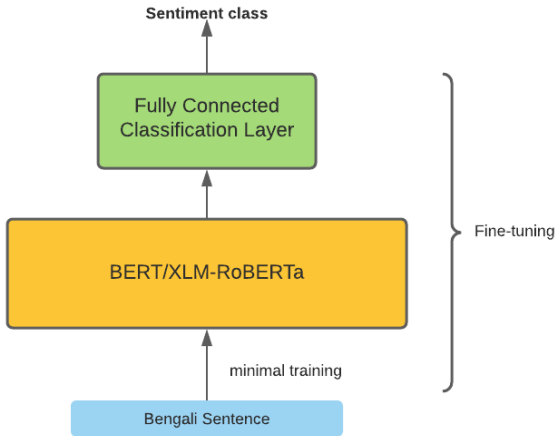 Sentiment class
Fully Connected
Classification Layer
BERT/XLM-RoBERTa
Fine-tuning
minimal training
Bengali Sentence